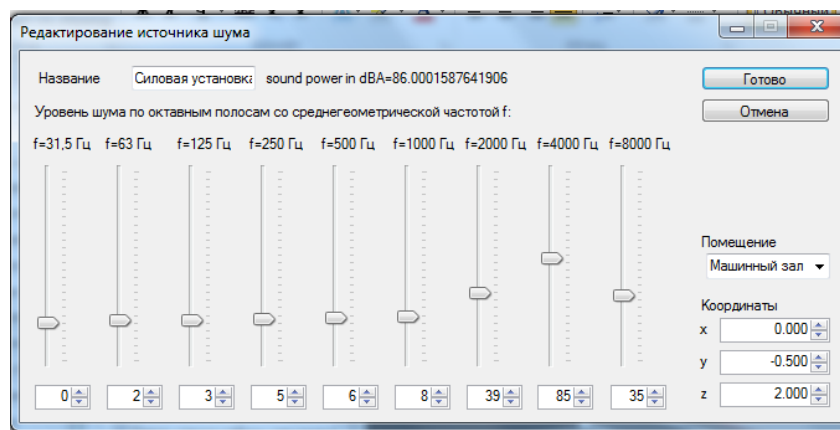 Редактирование источника шума
Название Силовая установка sound power in dBA=86.0001587641906 Готово
Уровень шума по октавным полосам со среднегеометрической частотой f: Отмена
f=31,5 Гц f=63 Гц f=125 Гц f=250 Гц f=500 Гц f=1000 Гц f=2000 Гц f=4000 Гц f=8000 Гц
Помещение
Машинный зал
Координаты
x 0.000
y -0.500
0 2 3 5 6 8 39 85 35 z 2.000